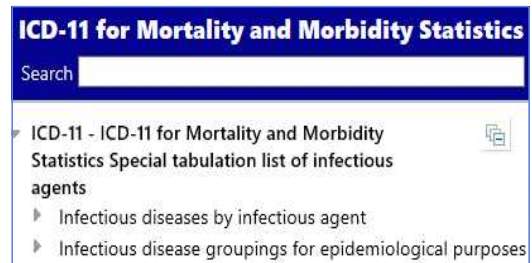 ICD-11 for Mortality and Morbidity Statistics
Search
ICD-11 - ICD-11 for Mortality and Morbidity
Statistics Special tabulation list of infectious
agents
Infectious diseases by infectious agent
Infectious disease groupings for epidemiological purposes